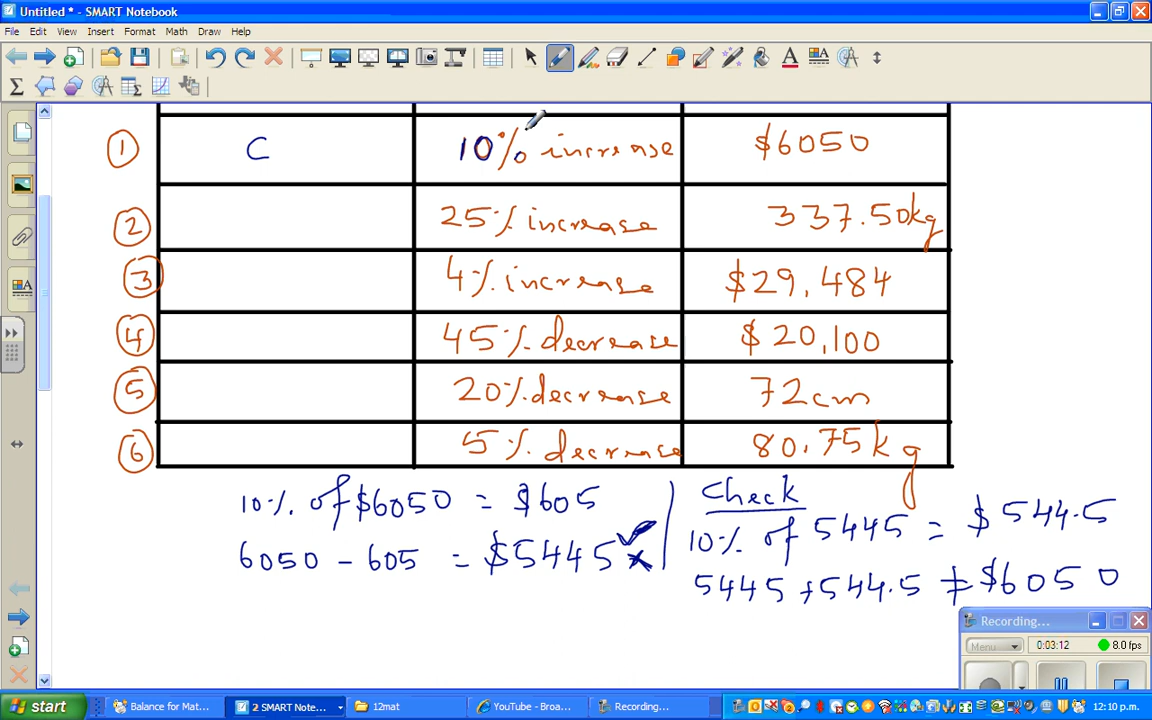 Untitled * - SMART Notebook
File Edit View Insert Format Math Draw Help
① C 10% increase $6050
② 25% increase 337.50kg
③ 4% increase $29,484
④ 45% decrease $20,100
⑤ 20% decrease 72cm
⑥ 5% decrease 80.75kg
10% of $6050 = $605
6050 - 605 = $5445
Check
10% of 5445 = $544.5
5445 + 544.5 ≠ $6050
Recording...
Menu 0:03:12 8.0 fps
start Balance for Mat... 2 SMART Note... 12mat YouTube - Broa... Recording... 12:10 p.m.